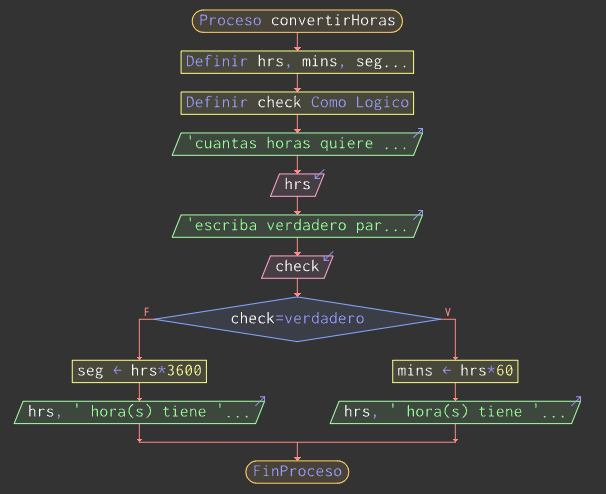 Proceso convertirHoras
Definir hrs, mins, seg...
Definir check Como Logico
'cuantas horas quiere ...
hrs
'escriba verdadero par...
check
F
V
check=verdadero
seg ← hrs*3600
mins ← hrs*60
hrs, ' hora(s) tiene '...
hrs, ' hora(s) tiene '...
FinProceso